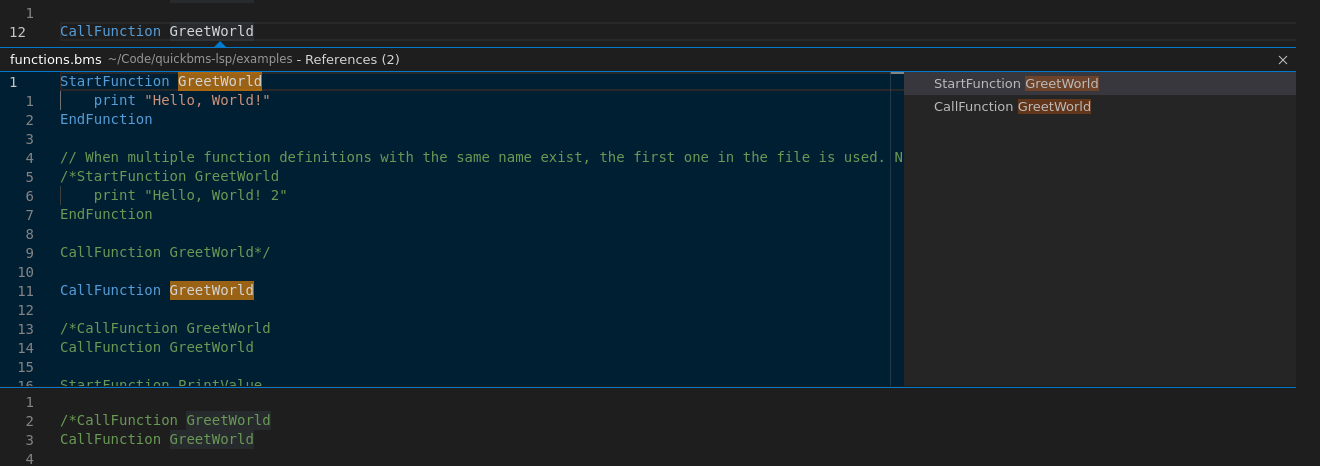 1
12 CallFunction GreetWorld
functions.bms ~/Code/quickbms-lsp/examples - References (2)
1 StartFunction GreetWorld
1     print "Hello, World!"
2 EndFunction
3
4 // When multiple function definitions with the same name exist, the first one in the file is used. N
5 /*StartFunction GreetWorld
6     print "Hello, World! 2"
7 EndFunction
8
9 CallFunction GreetWorld*/
10
11 CallFunction GreetWorld
12
13 /*CallFunction GreetWorld
14 CallFunction GreetWorld
15
16 StartFunction PrintValue
StartFunction GreetWorld
CallFunction GreetWorld
1
2 /*CallFunction GreetWorld
3 CallFunction GreetWorld
4